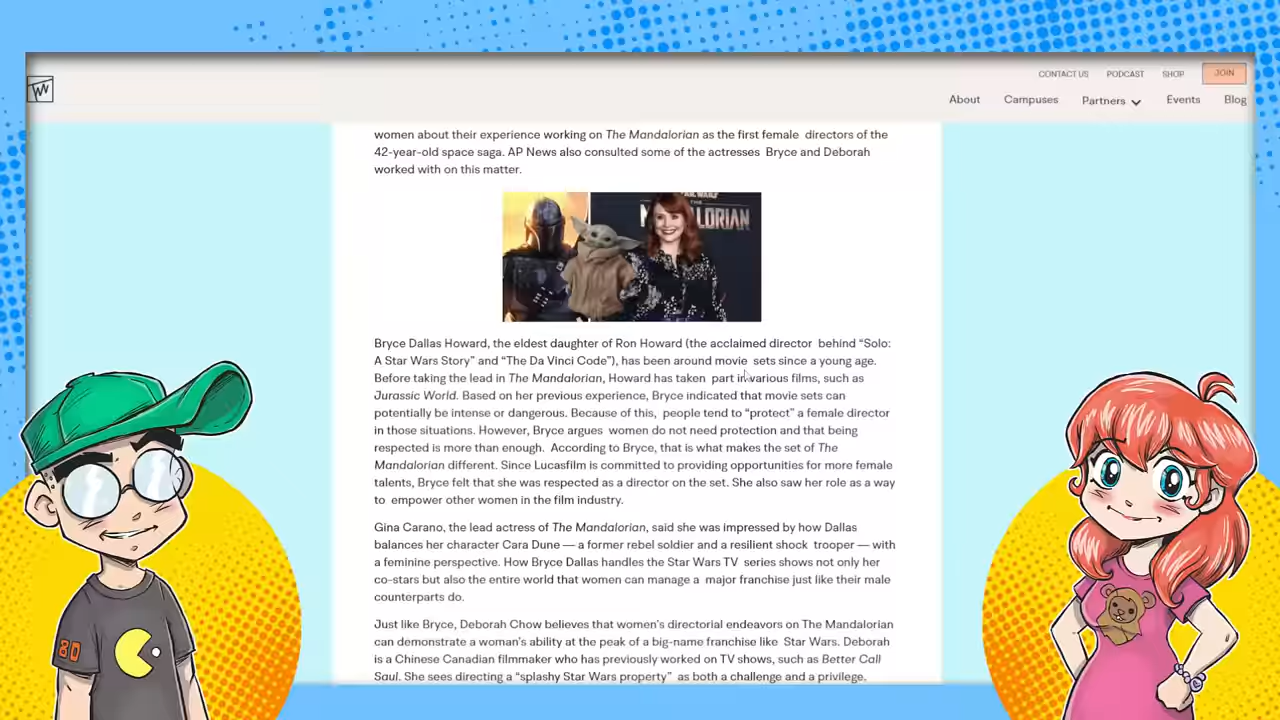 CONTACT US PODCAST SHOP JOIN
W
About Campuses Partners Events Blog
women about their experience working on The Mandalorian as the first female directors of the
42-year-old space saga. AP News also consulted some of the actresses Bryce and Deborah
worked with on this matter.
STAR WARS
THE
MANDALORIAN
Bryce Dallas Howard, the eldest daughter of Ron Howard (the acclaimed director behind “Solo:
A Star Wars Story” and “The Da Vinci Code”), has been around movie sets since a young age.
Before taking the lead in The Mandalorian, Howard has taken part in various films, such as
Jurassic World. Based on her previous experience, Bryce indicated that movie sets can
potentially be intense or dangerous. Because of this, people tend to “protect” a female director
in those situations. However, Bryce argues women do not need protection and that being
respected is more than enough. According to Bryce, that is what makes the set of The
Mandalorian different. Since Lucasfilm is committed to providing opportunities for more female
talents, Bryce felt that she was respected as a director on the set. She also saw her role as a way
to empower other women in the film industry.
Gina Carano, the lead actress of The Mandalorian, said she was impressed by how Dallas
balances her character Cara Dune — a former rebel soldier and a resilient shock trooper — with
a feminine perspective. How Bryce Dallas handles the Star Wars TV series shows not only her
co-stars but also the entire world that women can manage a major franchise just like their male
counterparts do.
Just like Bryce, Deborah Chow believes that women’s directorial endeavors on The Mandalorian
can demonstrate a woman’s ability at the peak of a big-name franchise like Star Wars. Deborah
is a Chinese Canadian filmmaker who has previously worked on TV shows, such as Better Call
Saul. She sees directing a “splashy Star Wars property” as both a challenge and a privilege.
80